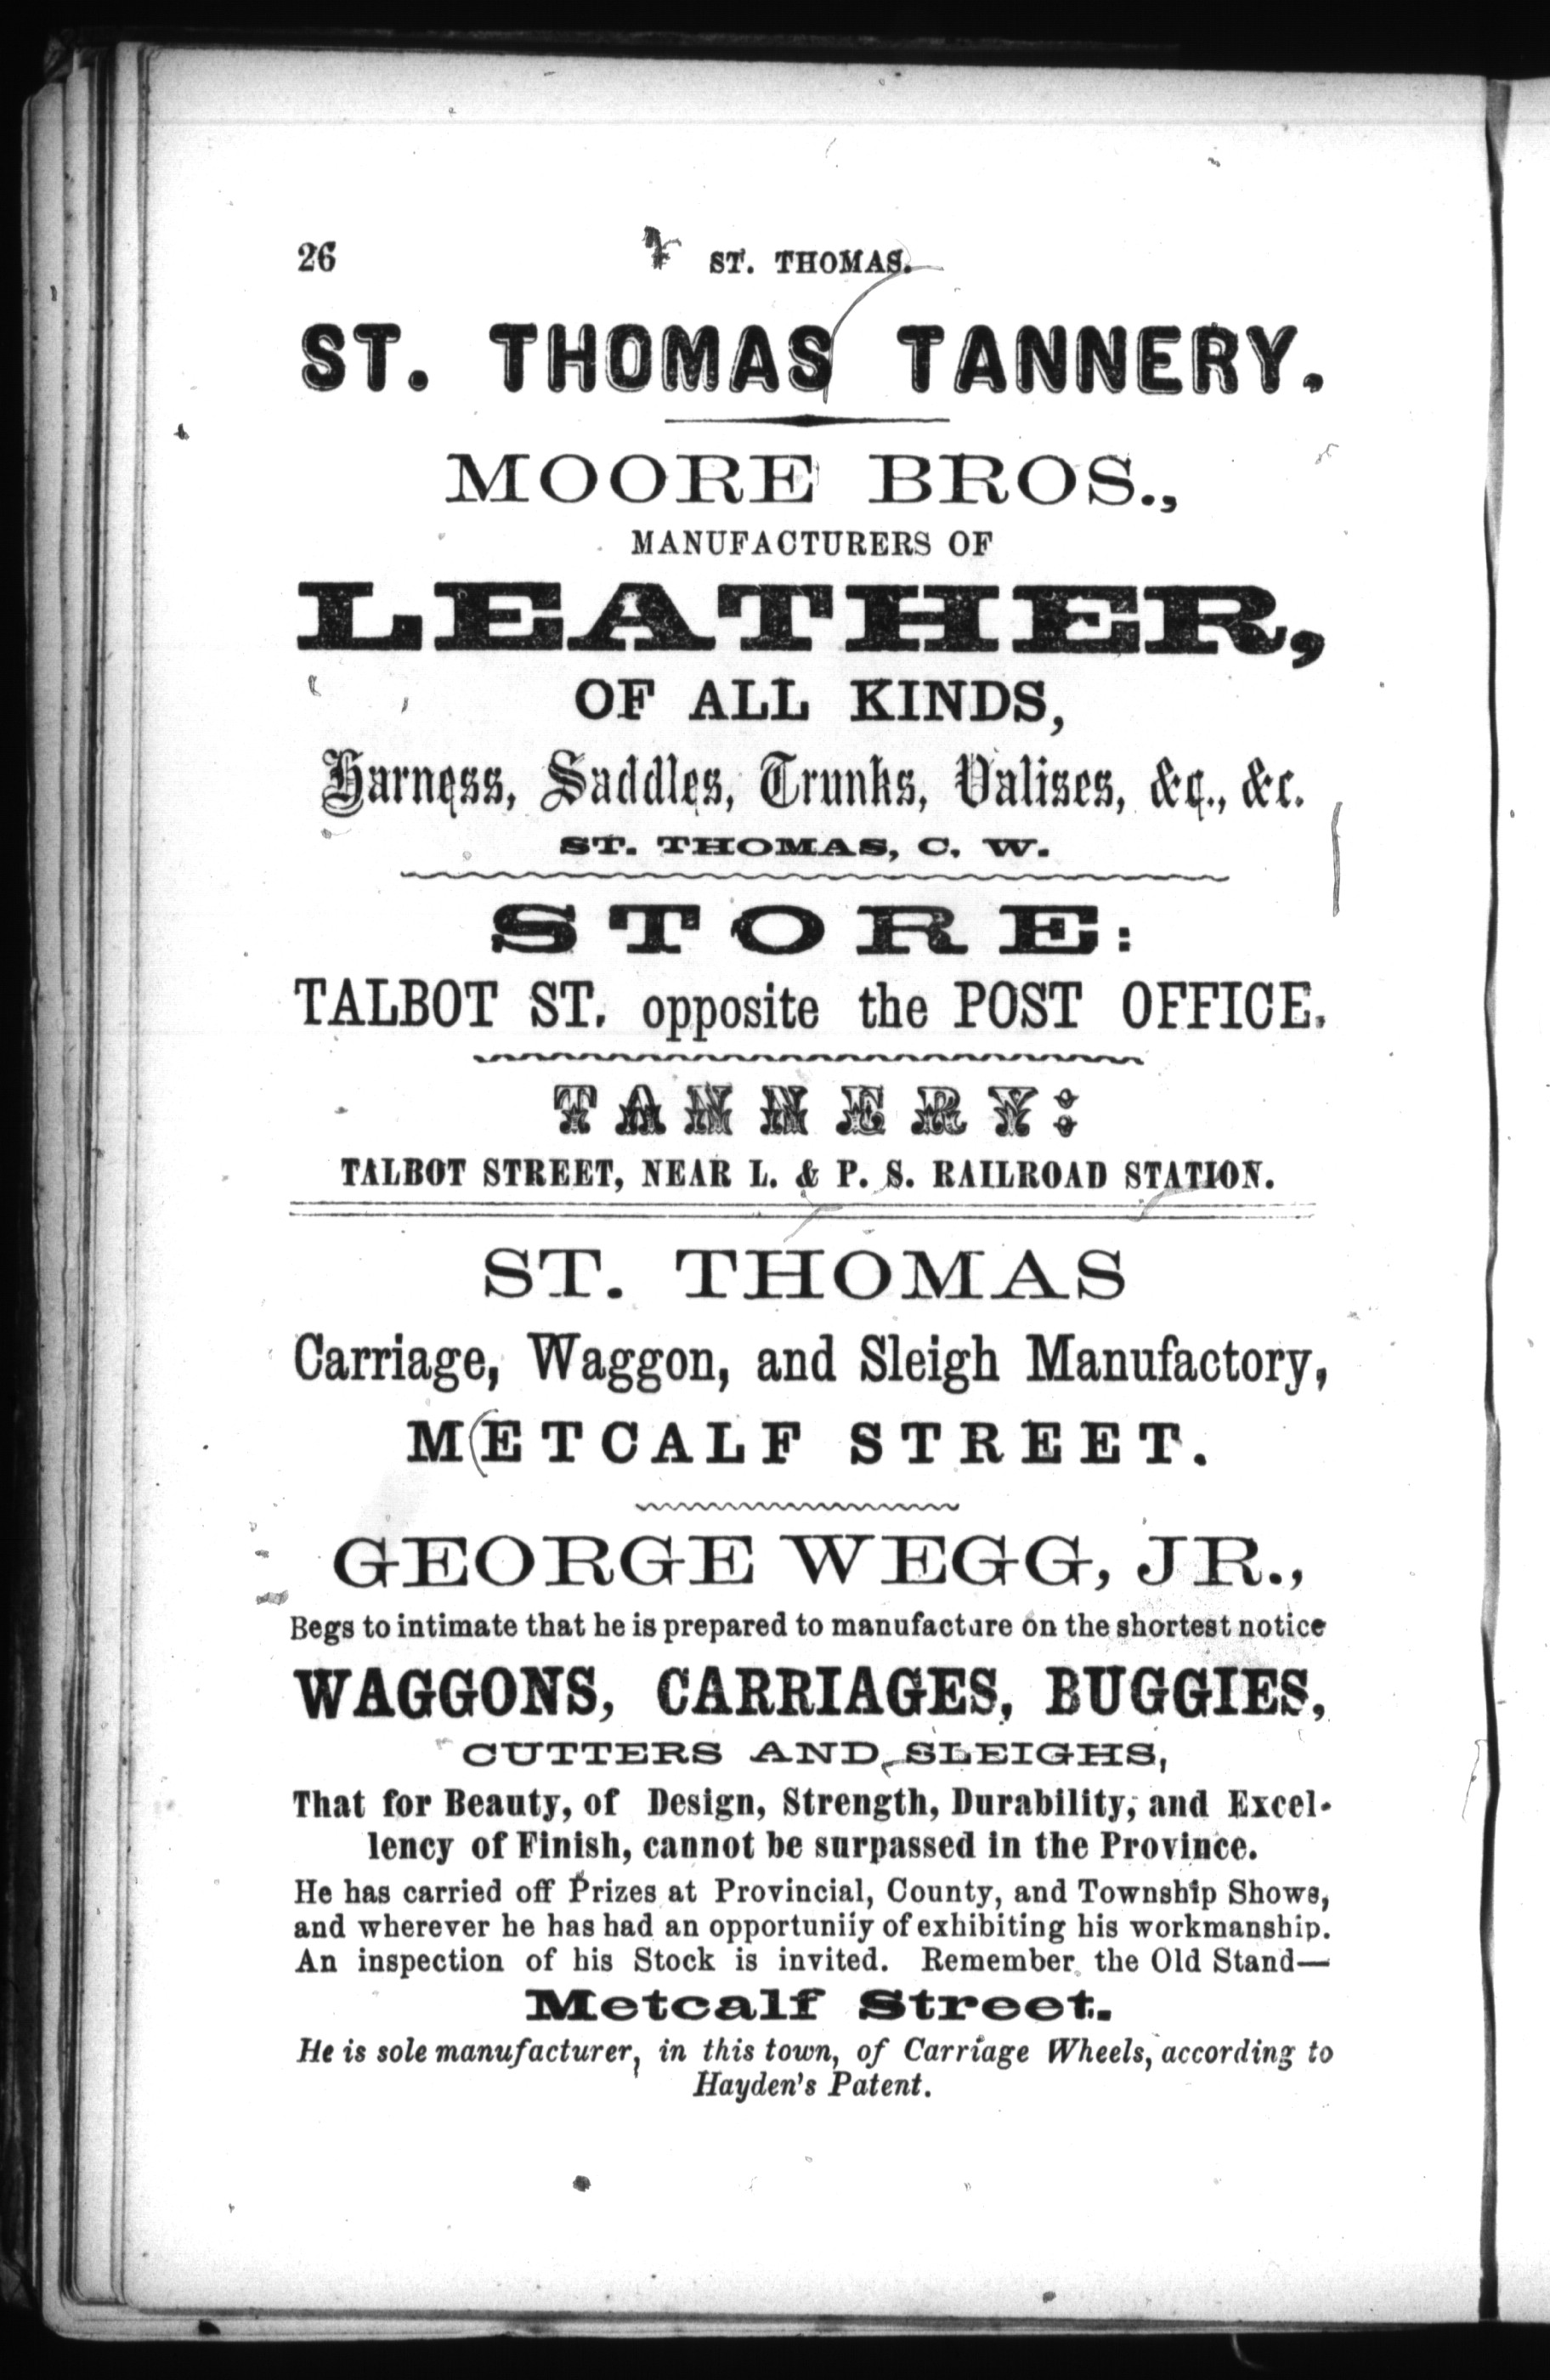 26
ST. THOMAS.
ST. THOMAS TANNERY.
MOORE BROS.,
MANUFACTURERS OF
LEATHER,
OF ALL KINDS,
Harness, Saddles, Trunks, Valises, &c., &c.
ST. THOMAS, C. W.
STORE:
TALBOT ST. opposite the POST OFFICE.
TANNERY:
TALBOT STREET, NEAR L. & P. S. RAILROAD STATION.
ST. THOMAS
Carriage, Waggon, and Sleigh Manufactory,
METCALF STREET.
GEORGE WEGG, JR.,
Begs to intimate that he is prepared to manufacture on the shortest notice
WAGGONS, CARRIAGES, BUGGIES,
CUTTERS AND SLEIGHS,
That for Beauty, of Design, Strength, Durability, and Excel-
lency of Finish, cannot be surpassed in the Province.
He has carried off Prizes at Provincial, County, and Township Shows,
and wherever he has had an opportuniiy of exhibiting his workmanship.
An inspection of his Stock is invited. Remember the Old Stand—
Metcalf Street.
He is sole manufacturer, in this town, of Carriage Wheels, according to
Hayden's Patent.